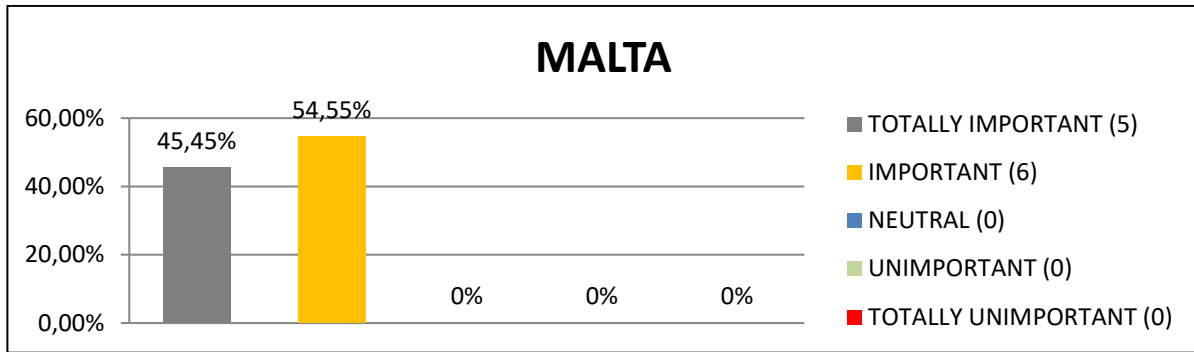 MALTA
60,00%
40,00%
20,00%
0,00%
45,45%
54,55%
0%
0%
0%
TOTALLY IMPORTANT (5)
IMPORTANT (6)
NEUTRAL (0)
UNIMPORTANT (0)
TOTALLY UNIMPORTANT (0)